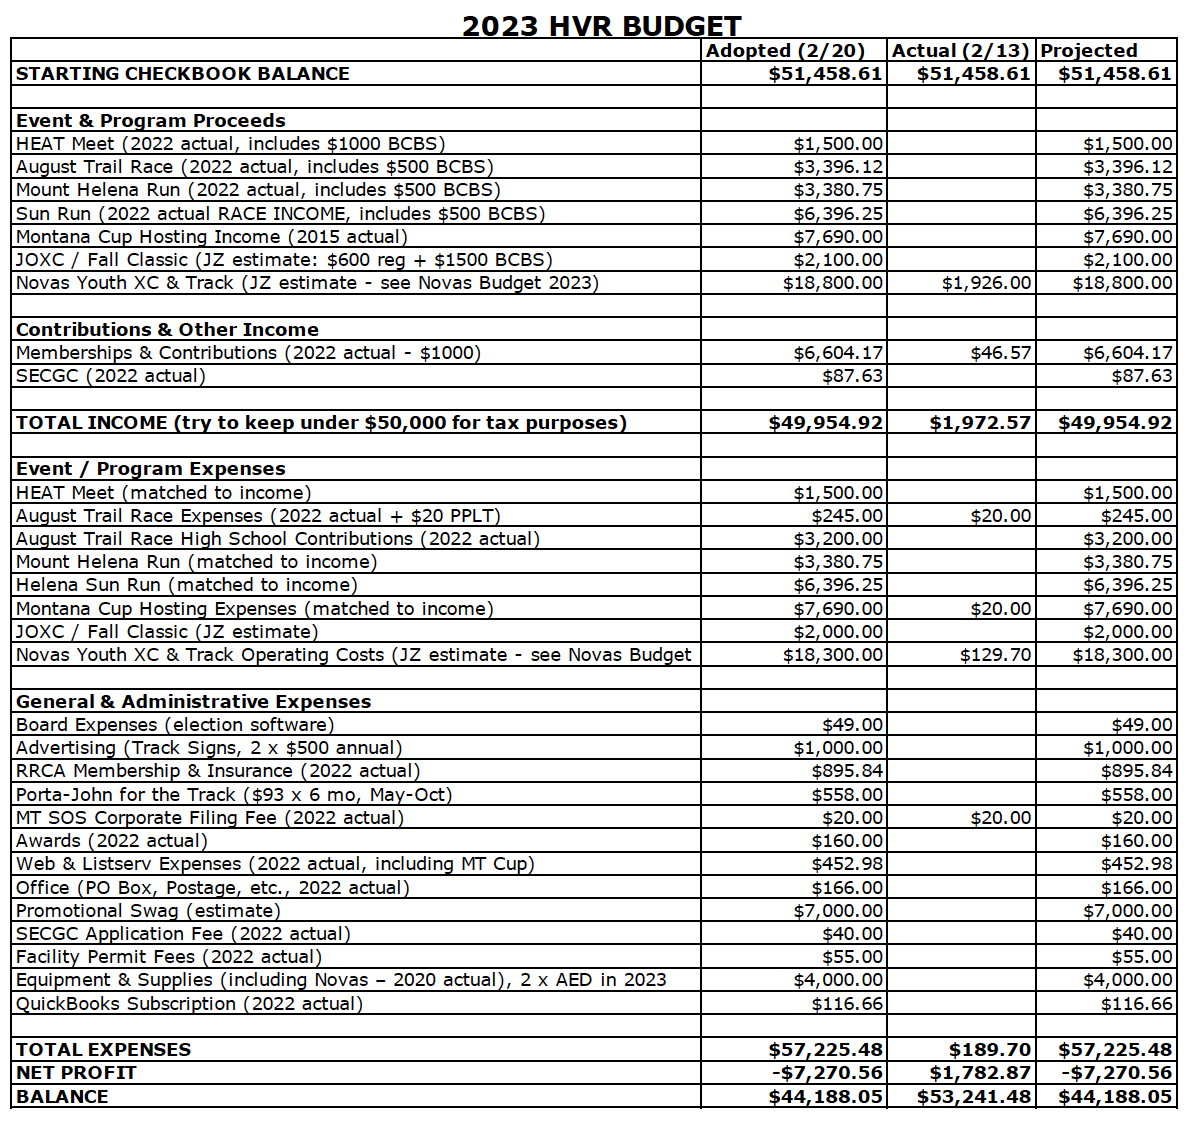 2023 HVR BUDGET
Adopted (2/20) Actual (2/13) Projected
STARTING CHECKBOOK BALANCE $51,458.61 $51,458.61 $51,458.61
Event & Program Proceeds
HEAT Meet (2022 actual, includes $1000 BCBS) $1,500.00 $1,500.00
August Trail Race (2022 actual, includes $500 BCBS) $3,396.12 $3,396.12
Mount Helena Run (2022 actual, includes $500 BCBS) $3,380.75 $3,380.75
Sun Run (2022 actual RACE INCOME, includes $500 BCBS) $6,396.25 $6,396.25
Montana Cup Hosting Income (2015 actual) $7,690.00 $7,690.00
JOXC / Fall Classic (JZ estimate: $600 reg + $1500 BCBS) $2,100.00 $2,100.00
Novas Youth XC & Track (JZ estimate - see Novas Budget 2023) $18,800.00 $1,926.00 $18,800.00
Contributions & Other Income
Memberships & Contributions (2022 actual - $1000) $6,604.17 $46.57 $6,604.17
SECGC (2022 actual) $87.63 $87.63
TOTAL INCOME (try to keep under $50,000 for tax purposes) $49,954.92 $1,972.57 $49,954.92
Event / Program Expenses
HEAT Meet (matched to income) $1,500.00 $1,500.00
August Trail Race Expenses (2022 actual + $20 PPLT) $245.00 $20.00 $245.00
August Trail Race High School Contributions (2022 actual) $3,200.00 $3,200.00
Mount Helena Run (matched to income) $3,380.75 $3,380.75
Helena Sun Run (matched to income) $6,396.25 $6,396.25
Montana Cup Hosting Expenses (matched to income) $7,690.00 $20.00 $7,690.00
JOXC / Fall Classic (JZ estimate) $2,000.00 $2,000.00
Novas Youth XC & Track Operating Costs (JZ estimate - see Novas Budget $18,300.00 $129.70 $18,300.00
General & Administrative Expenses
Board Expenses (election software) $49.00 $49.00
Advertising (Track Signs, 2 x $500 annual) $1,000.00 $1,000.00
RRCA Membership & Insurance (2022 actual) $895.84 $895.84
Porta-John for the Track ($93 x 6 mo, May-Oct) $558.00 $558.00
MT SOS Corporate Filing Fee (2022 actual) $20.00 $20.00 $20.00
Awards (2022 actual) $160.00 $160.00
Web & Listserv Expenses (2022 actual, including MT Cup) $452.98 $452.98
Office (PO Box, Postage, etc., 2022 actual) $166.00 $166.00
Promotional Swag (estimate) $7,000.00 $7,000.00
SECGC Application Fee (2022 actual) $40.00 $40.00
Facility Permit Fees (2022 actual) $55.00 $55.00
Equipment & Supplies (including Novas – 2020 actual), 2 x AED in 2023 $4,000.00 $4,000.00
QuickBooks Subscription (2022 actual) $116.66 $116.66
TOTAL EXPENSES $57,225.48 $189.70 $57,225.48
NET PROFIT -$7,270.56 $1,782.87 -$7,270.56
BALANCE $44,188.05 $53,241.48 $44,188.05